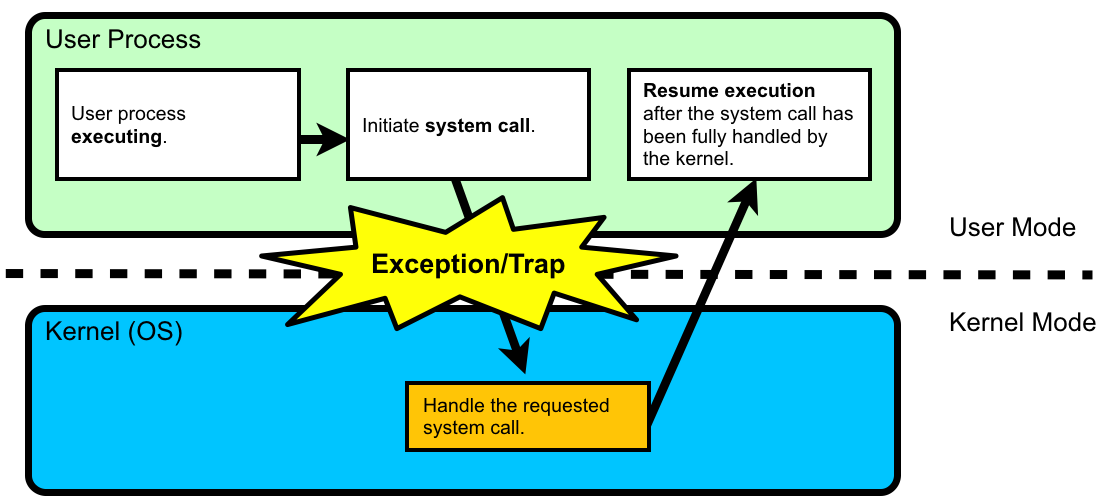 User Process
User process
executing.
Initiate system call.
Resume execution
after the system call has
been fully handled by
the kernel.
Exception/Trap
User Mode
Kernel Mode
Kernel (OS)
Handle the requested
system call.